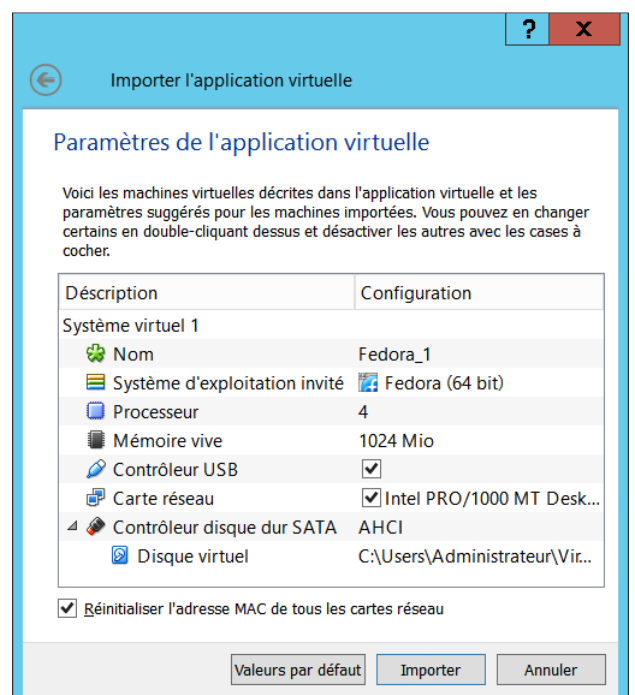 ? X
Importer l'application virtuelle
Paramètres de l'application virtuelle
Voici les machines virtuelles décrites dans l'application virtuelle et les
paramètres suggérés pour les machines importées. Vous pouvez en changer
certains en double-cliquant dessus et désactiver les autres avec les cases à
cocher.
Déscription Configuration
Système virtuel 1
Nom Fedora_1
Système d'exploitation invité Fedora (64 bit)
Processeur 4
Mémoire vive 1024 Mio
Contrôleur USB
Carte réseau Intel PRO/1000 MT Desk...
Contrôleur disque dur SATA AHCI
Disque virtuel C:\Users\Administrateur\Vir...
Réinitialiser l'adresse MAC de tous les cartes réseau
Valeurs par défaut Importer Annuler